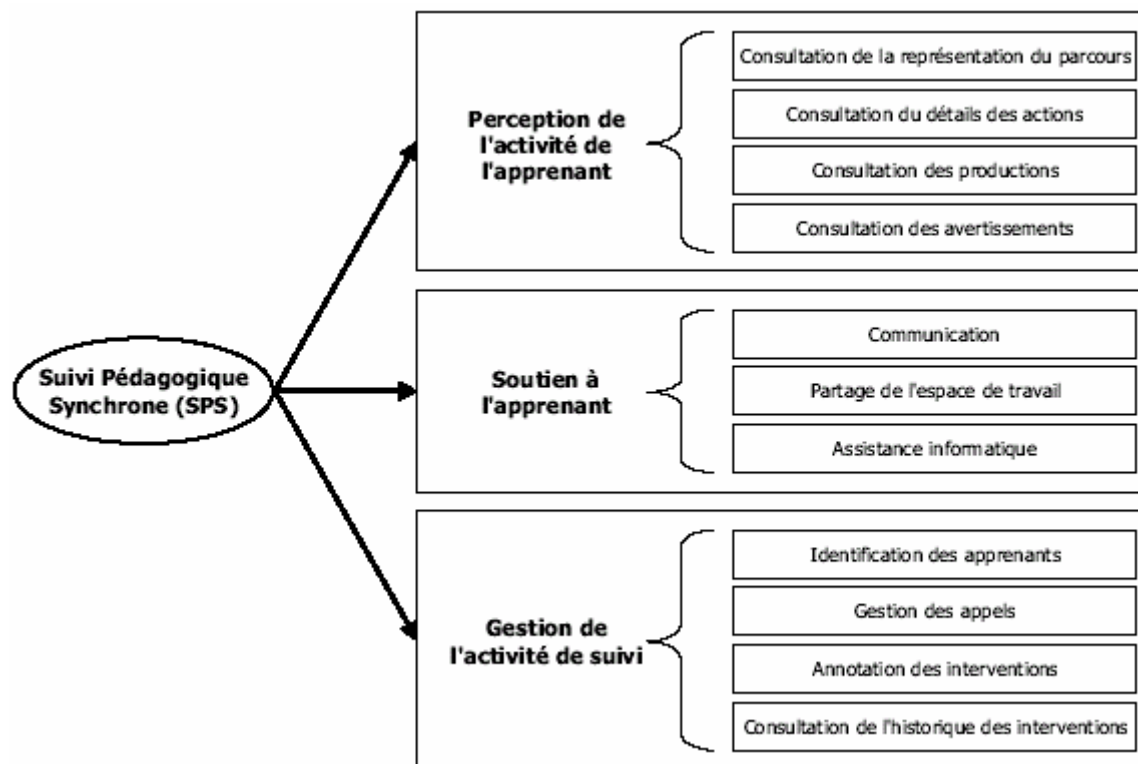 Suivi Pédagogique
Synchrone (SPS)
Perception de
l'activité de
l'apprenant
Consultation de la représentation du parcours
Consultation du détails des actions
Consultation des productions
Consultation des avertissements
Soutien à
l'apprenant
Communication
Partage de l'espace de travail
Assistance informatique
Gestion de
l'activité de suivi
Identification des apprenants
Gestion des appels
Annotation des interventions
Consultation de l'historique des interventions